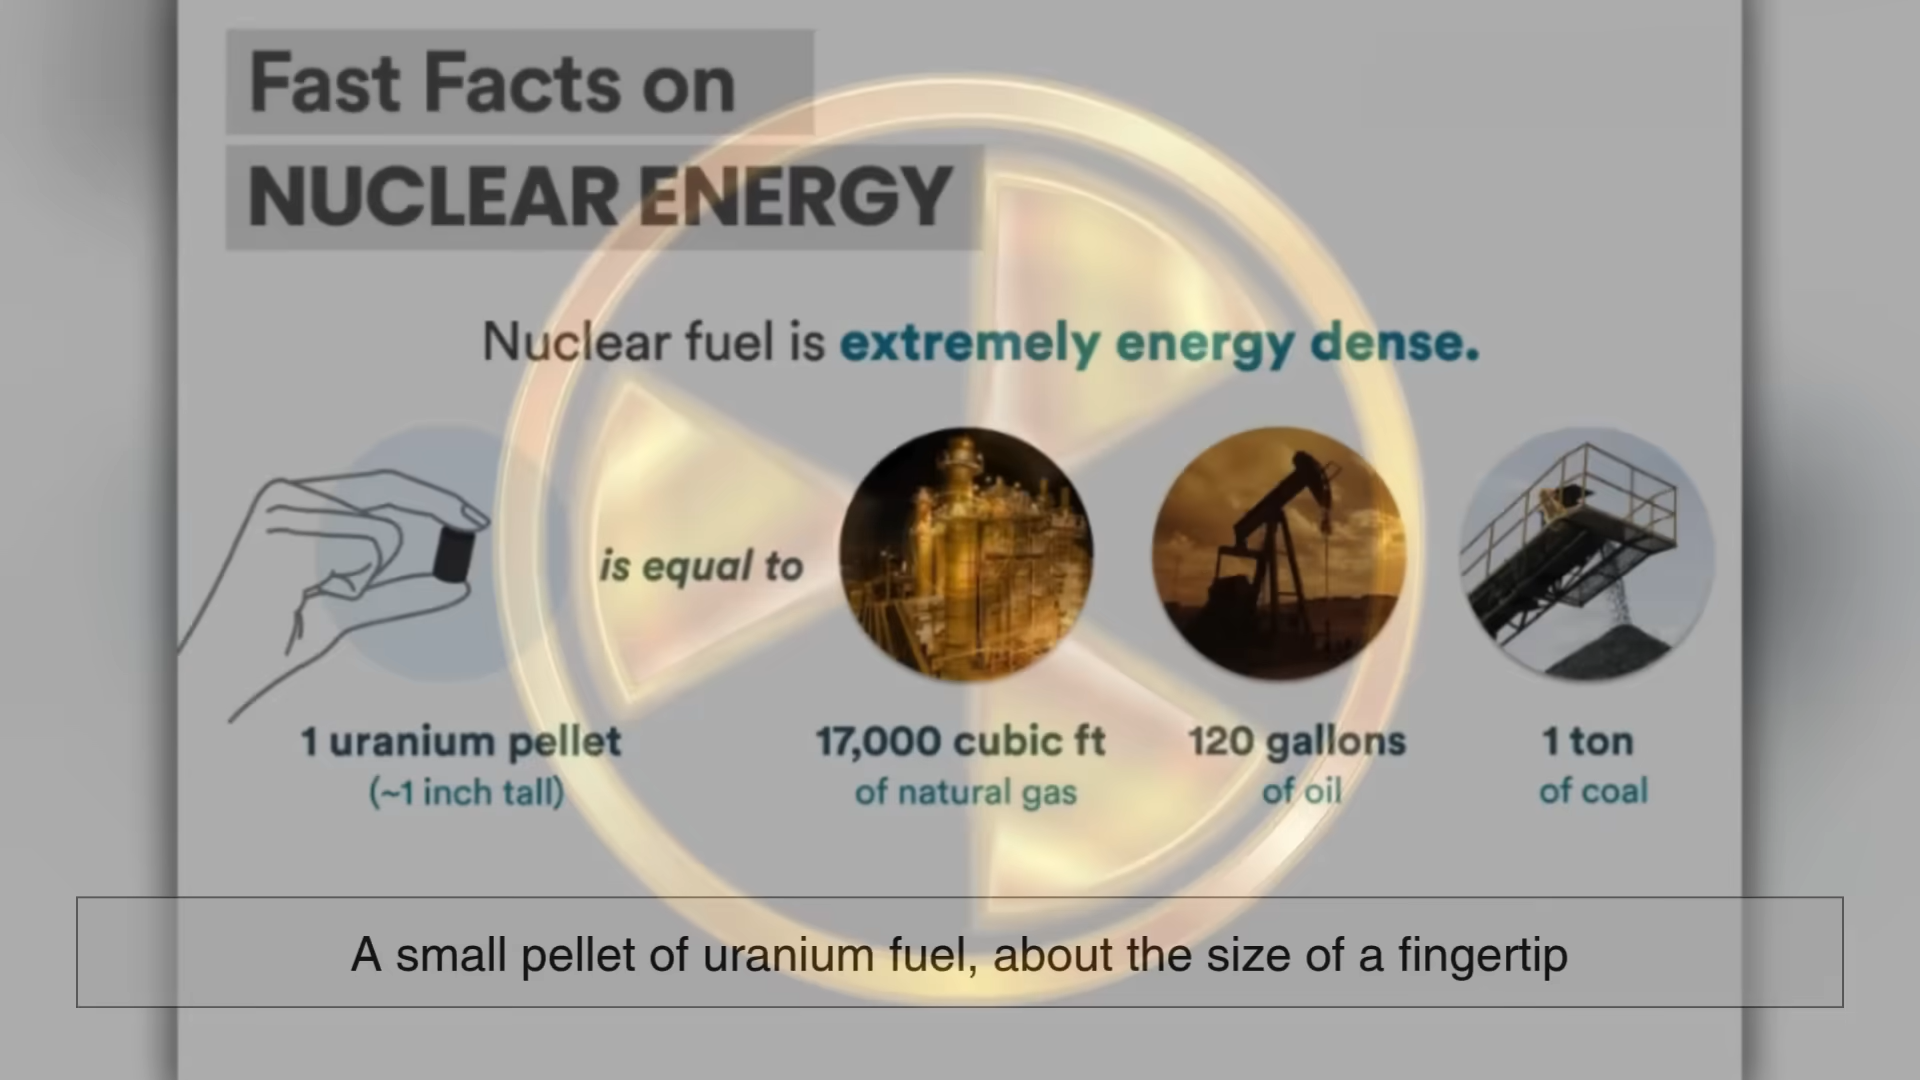 Fast Facts on
NUCLEAR ENERGY
Nuclear fuel is extremely energy dense.
is equal to
1 uranium pellet
(~1 inch tall)
17,000 cubic ft
of natural gas
120 gallons
of oil
1 ton
of coal
A small pellet of uranium fuel, about the size of a fingertip